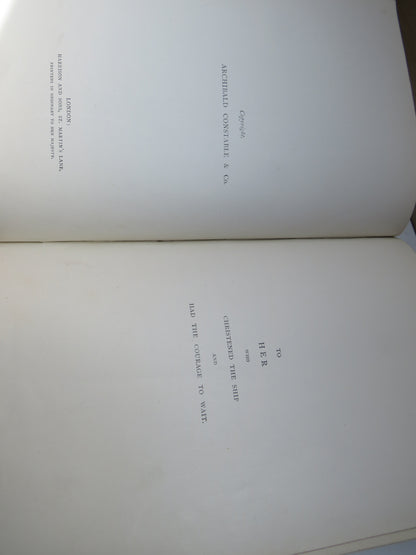 Copyright,
ARCHIBALD CONSTABLE & Co.
LONDON:
HARRISON AND SONS, ST. MARTIN'S LANE,
PRINTERS IN ORDINARY TO HER MAJESTY.
TO
HER
WHO
CHRISTENED THE SHIP
AND
HAD THE COURAGE TO WAIT.